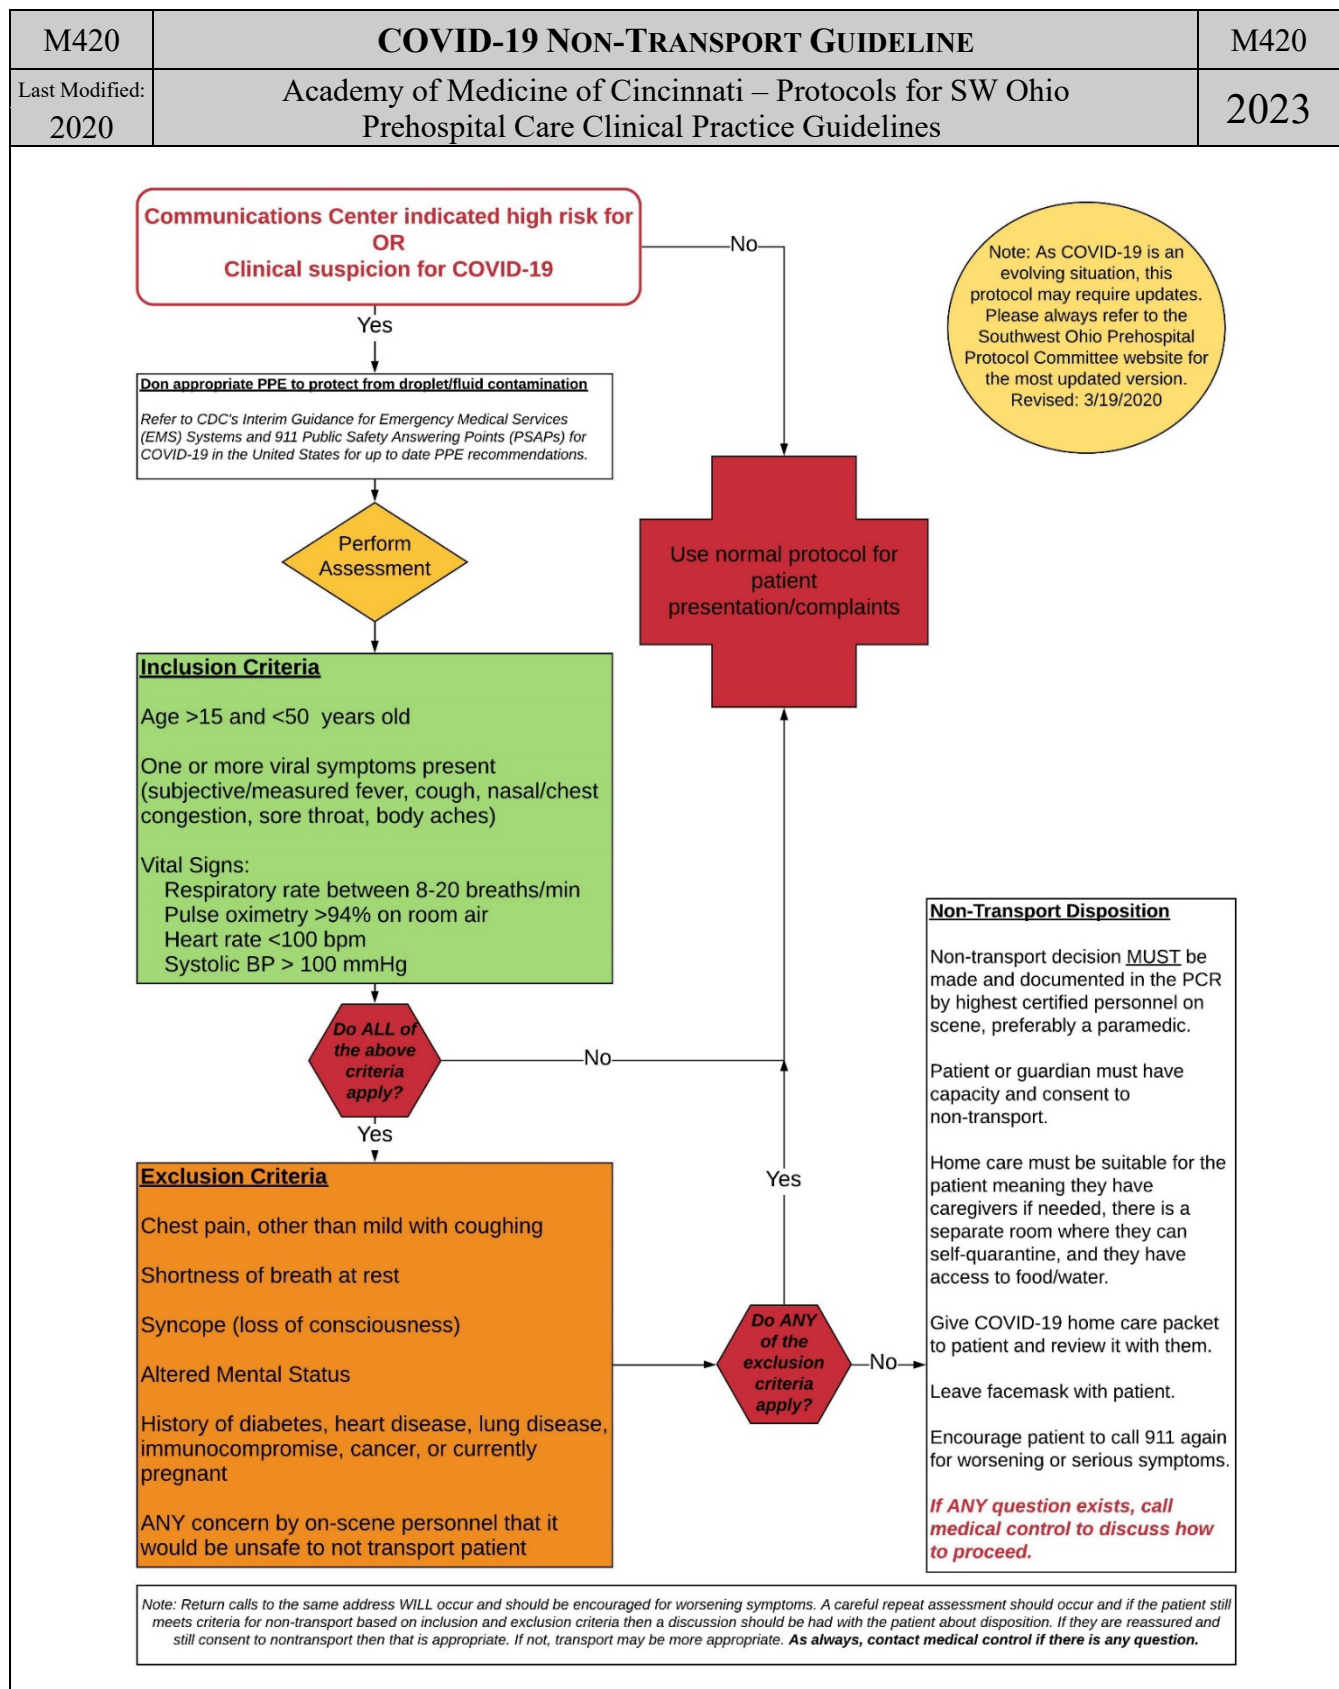 M420
COVID-19 NON-TRANSPORT GUIDELINE
M420
Last Modified:
2020
Academy of Medicine of Cincinnati – Protocols for SW Ohio
Prehospital Care Clinical Practice Guidelines
2023
Communications Center indicated high risk for
OR
Clinical suspicion for COVID-19
No
Yes
Note: As COVID-19 is an
evolving situation, this
protocol may require updates.
Please always refer to the
Southwest Ohio Prehospital
Protocol Committee website for
the most updated version.
Revised: 3/19/2020
Don appropriate PPE to protect from droplet/fluid contamination
Refer to CDC's Interim Guidance for Emergency Medical Services
(EMS) Systems and 911 Public Safety Answering Points (PSAPs) for
COVID-19 in the United States for up to date PPE recommendations.
Perform
Assessment
Use normal protocol for
patient
presentation/complaints
Inclusion Criteria
Age >15 and <50 years old
One or more viral symptoms present
(subjective/measured fever, cough, nasal/chest
congestion, sore throat, body aches)
Vital Signs:
Respiratory rate between 8-20 breaths/min
Pulse oximetry >94% on room air
Heart rate <100 bpm
Systolic BP > 100 mmHg
Do ALL of
the above
criteria
apply?
No
Yes
Exclusion Criteria
Chest pain, other than mild with coughing
Shortness of breath at rest
Syncope (loss of consciousness)
Altered Mental Status
History of diabetes, heart disease, lung disease,
immunocompromise, cancer, or currently
pregnant
ANY concern by on-scene personnel that it
would be unsafe to not transport patient
Yes
Do ANY
of the
exclusion
criteria
apply?
No
Non-Transport Disposition
Non-transport decision MUST be
made and documented in the PCR
by highest certified personnel on
scene, preferably a paramedic.
Patient or guardian must have
capacity and consent to
non-transport.
Home care must be suitable for the
patient meaning they have
caregivers if needed, there is a
separate room where they can
self-quarantine, and they have
access to food/water.
Give COVID-19 home care packet
to patient and review it with them.
Leave facemask with patient.
Encourage patient to call 911 again
for worsening or serious symptoms.
If ANY question exists, call
medical control to discuss how
to proceed.
Note: Return calls to the same address WILL occur and should be encouraged for worsening symptoms. A careful repeat assessment should occur and if the patient still
meets criteria for non-transport based on inclusion and exclusion criteria then a discussion should be had with the patient about disposition. If they are reassured and
still consent to nontransport then that is appropriate. If not, transport may be more appropriate. As always, contact medical control if there is any question.